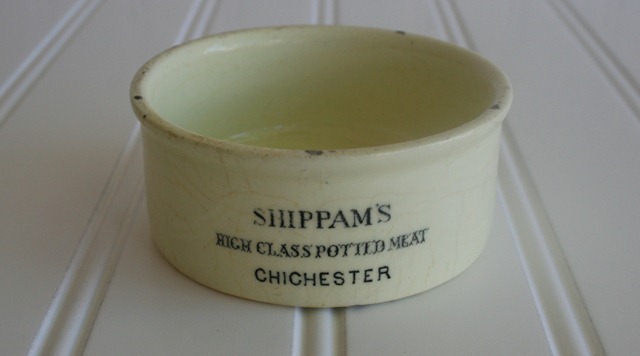 SHIPPAM'S
HIGH CLASS POTTED MEAT
CHICHESTER